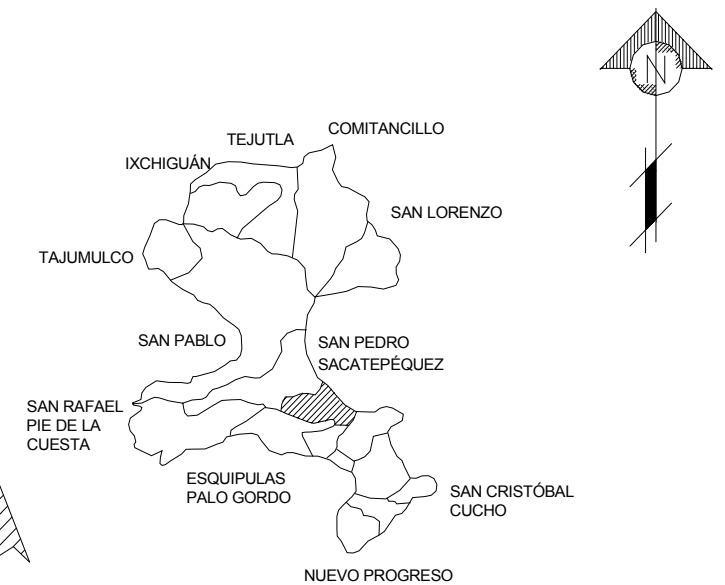 N
COMITANCILLO
TEJUTLA
IXCHIGUÁN
SAN LORENZO
TAJUMULCO
SAN PABLO
SAN PEDRO
SACATEPÉQUEZ
SAN RAFAEL
PIE DE LA
CUESTA
ESQUIPULAS
PALO GORDO
SAN CRISTÓBAL
CUCHO
NUEVO PROGRESO